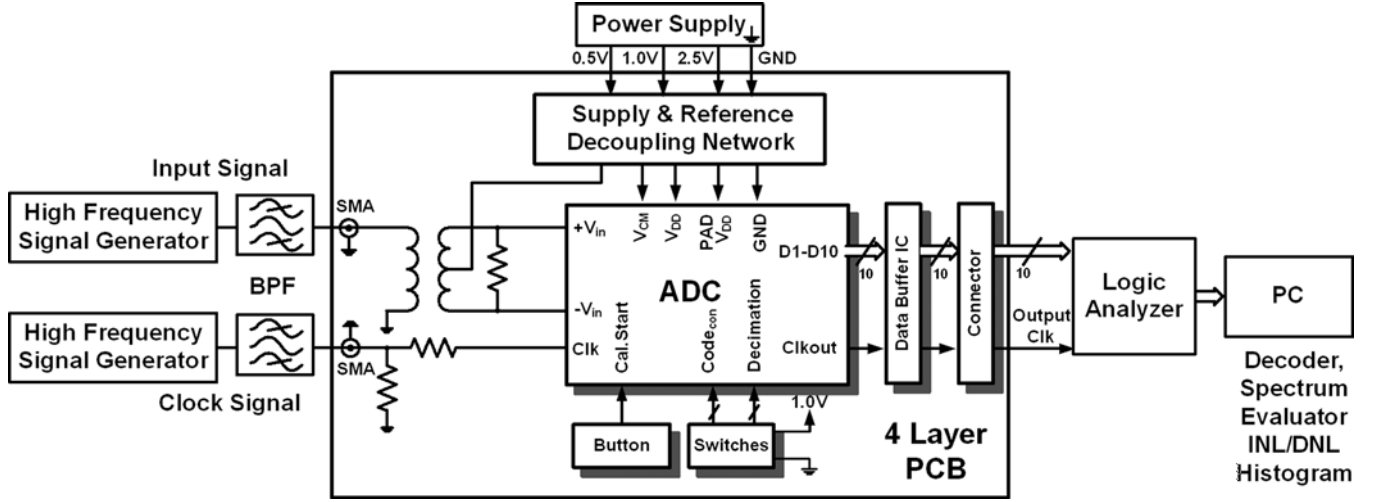 Power Supply
0.5V 1.0V 2.5V GND
Supply & Reference
Decoupling Network
Input Signal
High Frequency
Signal Generator
BPF
High Frequency
Signal Generator
Clock Signal
SMA
SMA
+Vin
-Vin
Clk
VCM
VDD
PAD
VDD
GND
ADC
D1-D10
Clkout
Cal.Start
Codecon
Decimation
Button
Switches
1.0V
10
Data Buffer IC
10
Connector
10
Output
Clk
4 Layer
PCB
Logic
Analyzer
PC
Decoder,
Spectrum
Evaluator
INL/DNL
Histogram